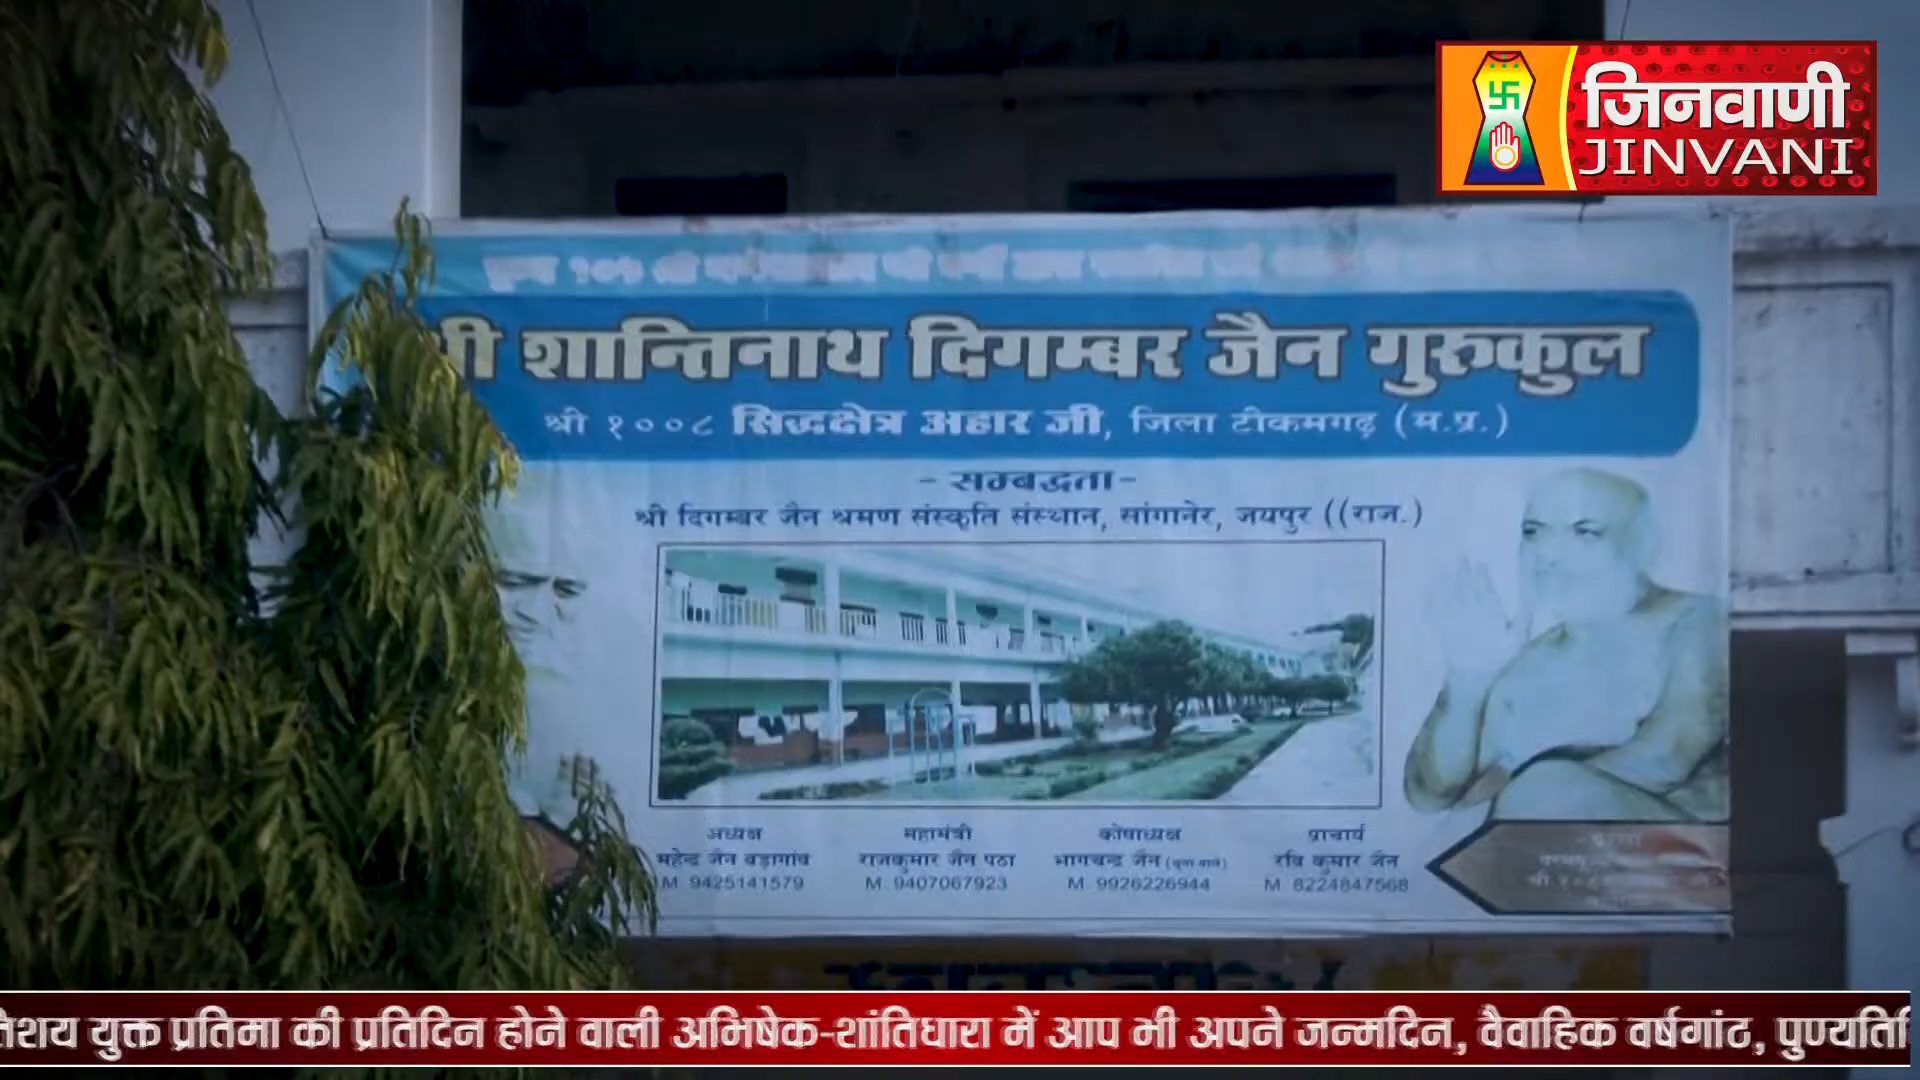 जिनवाणी
JINVANI
श्री शान्तिनाथ दिगम्बर जैन गुरुकुल
श्री १००८ सिद्धक्षेत्र अहार जी, जिला टीकमगढ़ (म.प्र.)
- सम्बद्धता -
श्री दिगम्बर जैन श्रमण संस्कृति संस्थान, सांगानेर, जयपुर ((राज.)
अध्यक्ष महामंत्री कोषाध्यक्ष प्राचार्य
महेन्द्र जैन बड़ागांव राजकुमार जैन पठा भागचन्द्र जैन रवि कुमार जैन
M 9425141579 M 9407067923 M 9926226944 M 8224847568
तिशय युक्त प्रतिमा की प्रतिदिन होने वाली अभिषेक-शांतिधारा में आप भी अपने जन्मदिन, वैवाहिक वर्षगांठ, पुण्यति